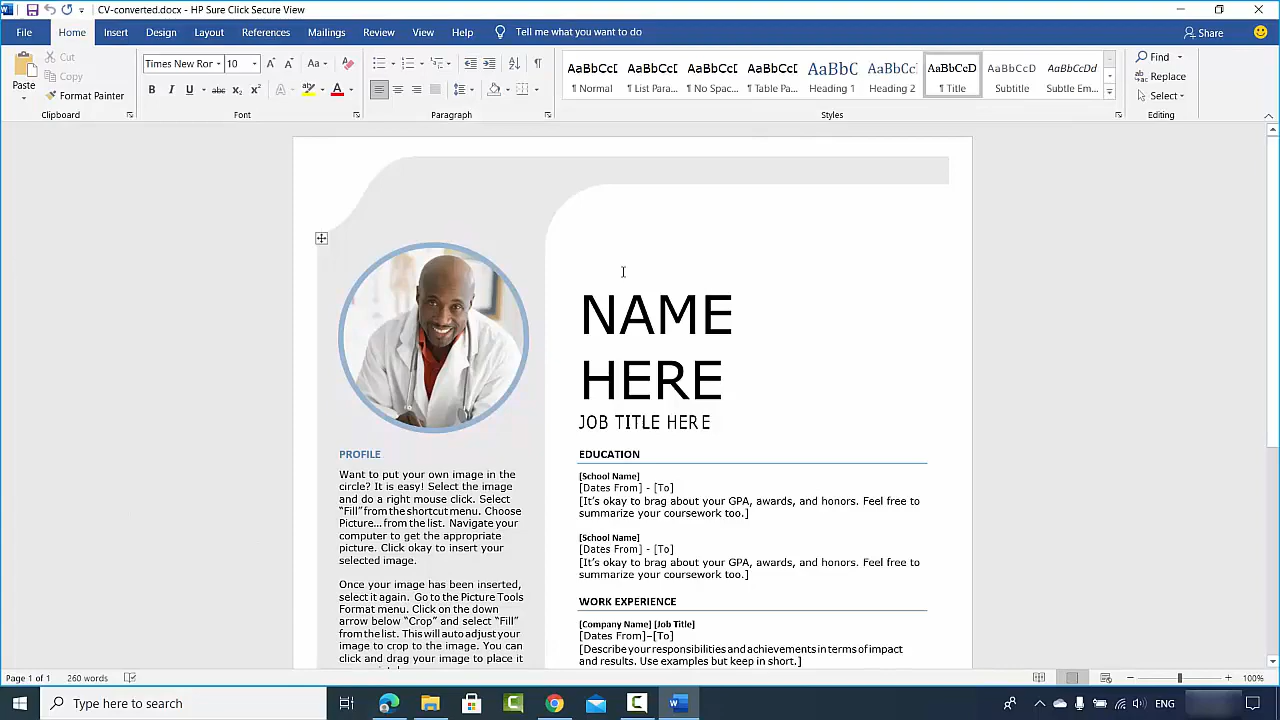 CV-converted.docx - HP Sure Click Secure View
File Home Insert Design Layout References Mailings Review View Help Tell me what you want to do Share
Paste
Cut
Copy
Format Painter
Clipboard
Times New Ror 10
Font
Paragraph
AaBbCcDd ¶ Normal
¶ List Para...
¶ No Spac...
¶ Table Pa...
Heading 1
Heading 2
¶ Title
Subtitle
Subtle Em...
Styles
Find
Replace
Select
Editing
NAME
HERE
JOB TITLE HERE
PROFILE
Want to put your own image in the
circle? It is easy! Select the image
and do a right mouse click. Select
“Fill” from the shortcut menu. Choose
Picture... from the list. Navigate your
computer to get the appropriate
picture. Click okay to insert your
selected image.
Once your image has been inserted,
select it again. Go to the Picture Tools
Format menu. Click on the down
arrow below “Crop” and select “Fill”
from the list. This will auto adjust your
image to crop to the image. You can
click and drag your image to place it
EDUCATION
[School Name]
[Dates From] - [To]
[It’s okay to brag about your GPA, awards, and honors. Feel free to
summarize your coursework too.]
[School Name]
[Dates From] - [To]
[It’s okay to brag about your GPA, awards, and honors. Feel free to
summarize your coursework too.]
WORK EXPERIENCE
[Company Name] [Job Title]
[Dates From]–[To]
[Describe your responsibilities and achievements in terms of impact
and results. Use examples but keep in short.]
Page 1 of 1 260 words 100%
Type here to search
ENG